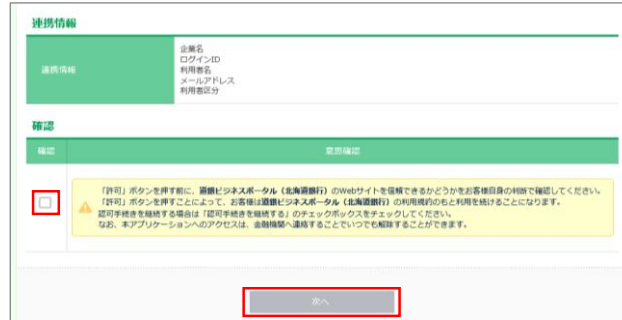 連携情報
連携情報
企業名
ログインID
利用者名
メールアドレス
利用者区分
確認
確認
意思確認
「許可」ボタンを押す前に、道銀ビジネスポータル（北海道銀行）のWebサイトを信頼できるかどうかをお客様自身の判断で確認してください。
「許可」ボタンを押すことによって、お客様は道銀ビジネスポータル（北海道銀行）の利用規約のもと利用を続けることになります。
認可手続きを継続する場合は「認可手続きを継続する」のチェックボックスをチェックしてください。
なお、本アプリケーションへのアクセスは、金融機関へ連絡することでいつでも解除することができます。
次へ